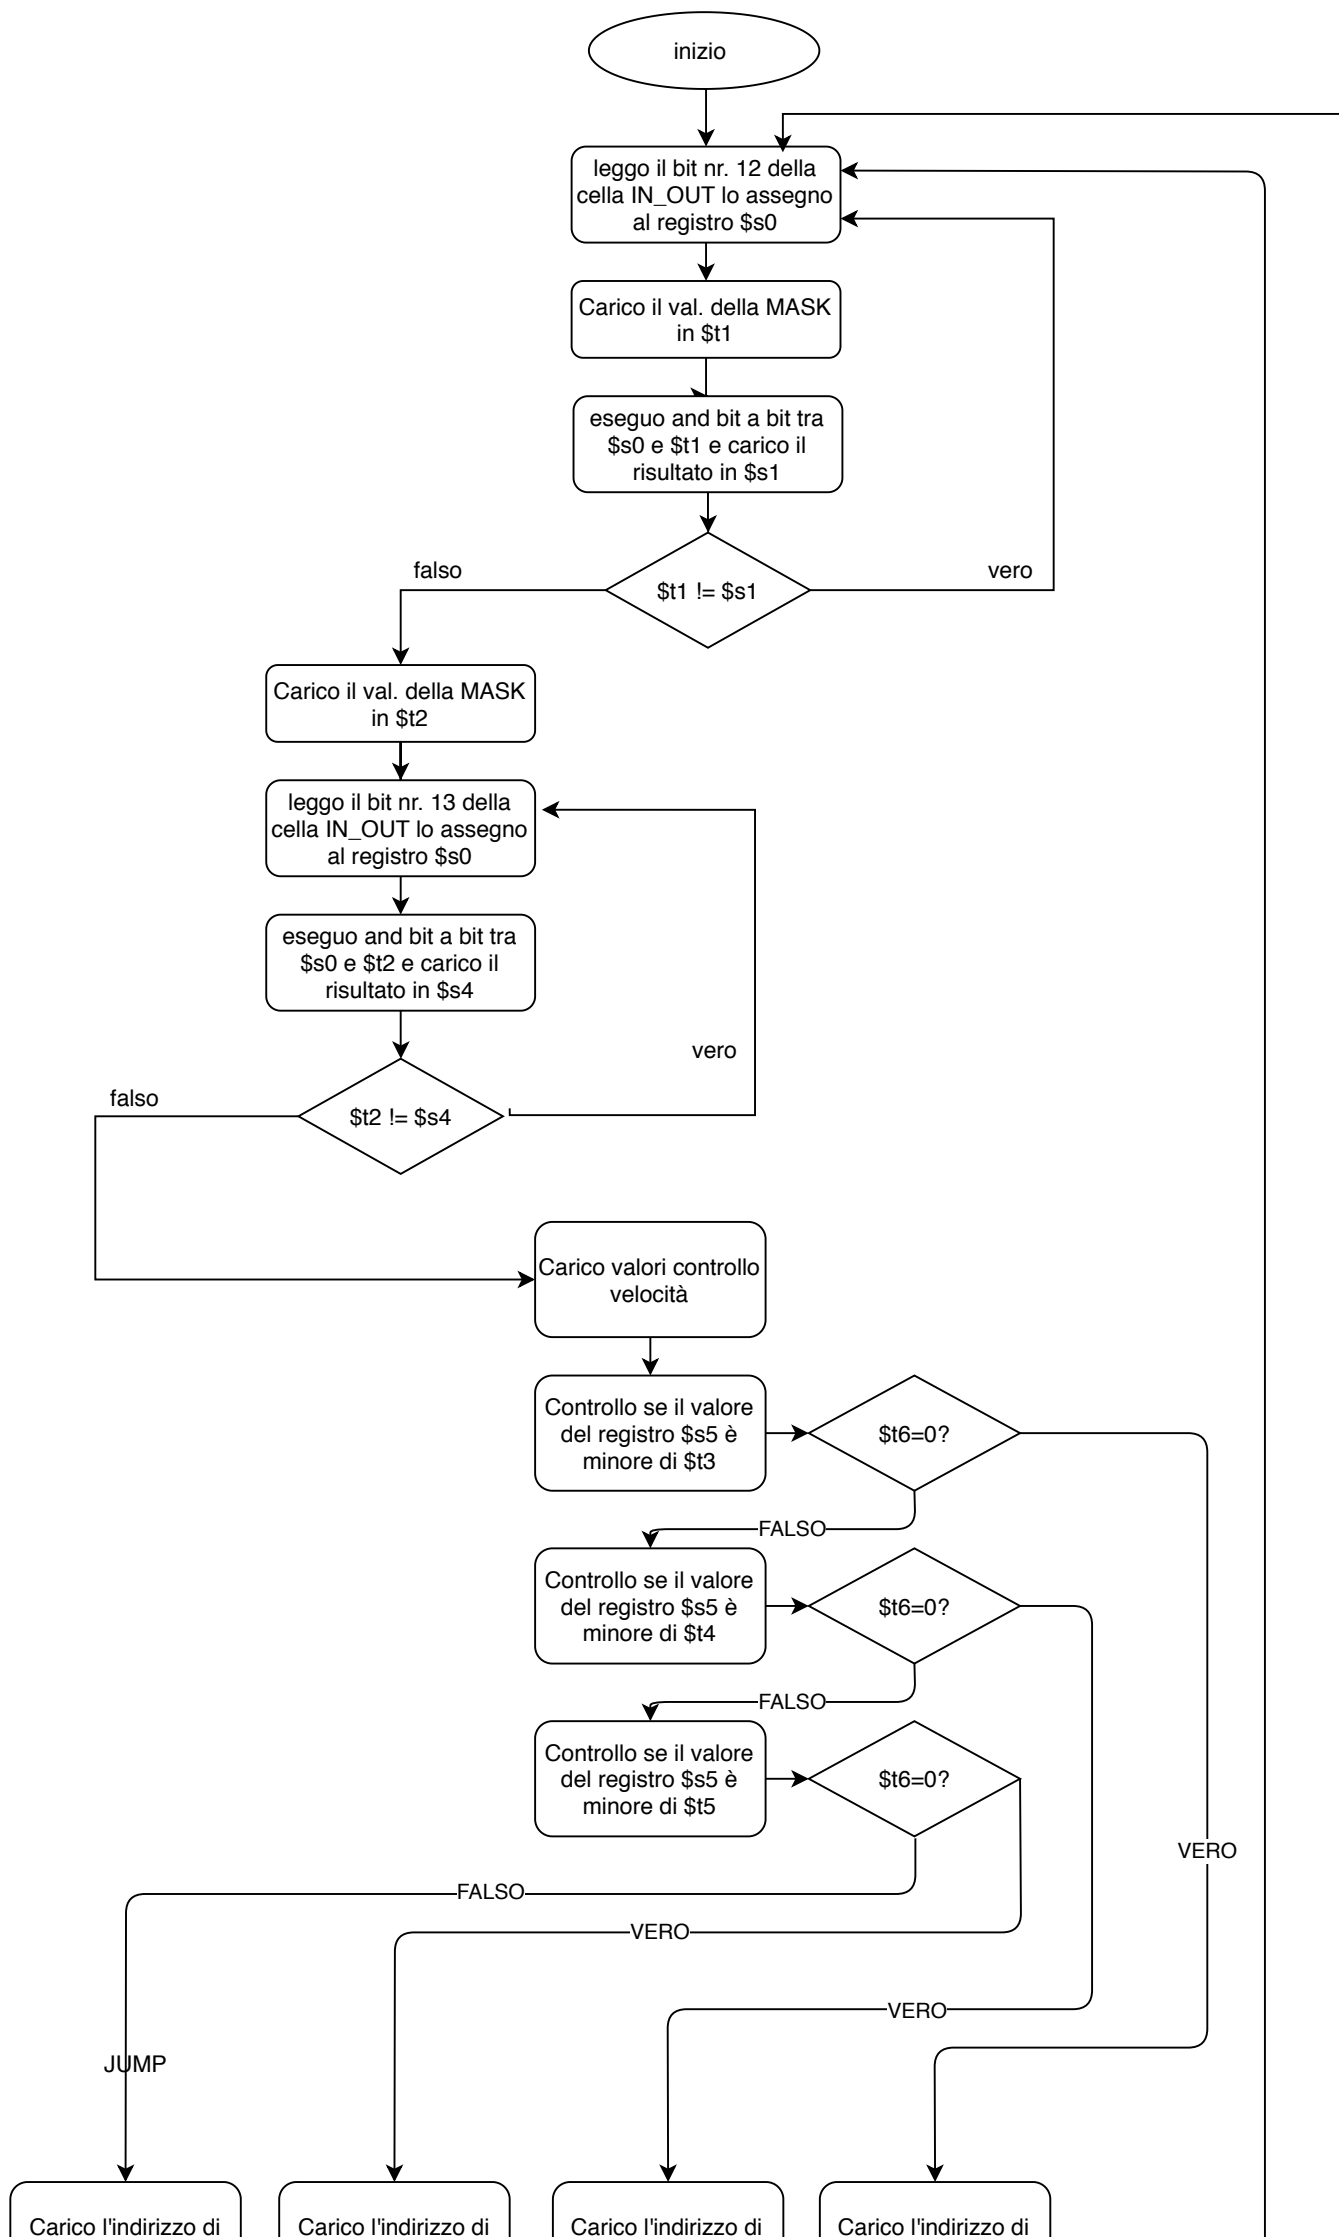 inizio
leggo il bit nr. 12 della
cella IN_OUT lo assegno
al registro $s0
Carico il val. della MASK
in $t1
eseguo and bit a bit tra
$s0 e $t1 e carico il
risultato in $s1
falso
$t1 != $s1
vero
Carico il val. della MASK
in $t2
leggo il bit nr. 13 della
cella IN_OUT lo assegno
al registro $s0
eseguo and bit a bit tra
$s0 e $t2 e carico il
risultato in $s4
vero
falso
$t2 != $s4
Carico valori controllo
velocità
Controllo se il valore
del registro $s5 è
minore di $t3
$t6=0?
FALSO
Controllo se il valore
del registro $s5 è
minore di $t4
$t6=0?
FALSO
Controllo se il valore
del registro $s5 è
minore di $t5
$t6=0?
VERO
FALSO
VERO
VERO
JUMP
Carico l'indirizzo di
Carico l'indirizzo di
Carico l'indirizzo di
Carico l'indirizzo di